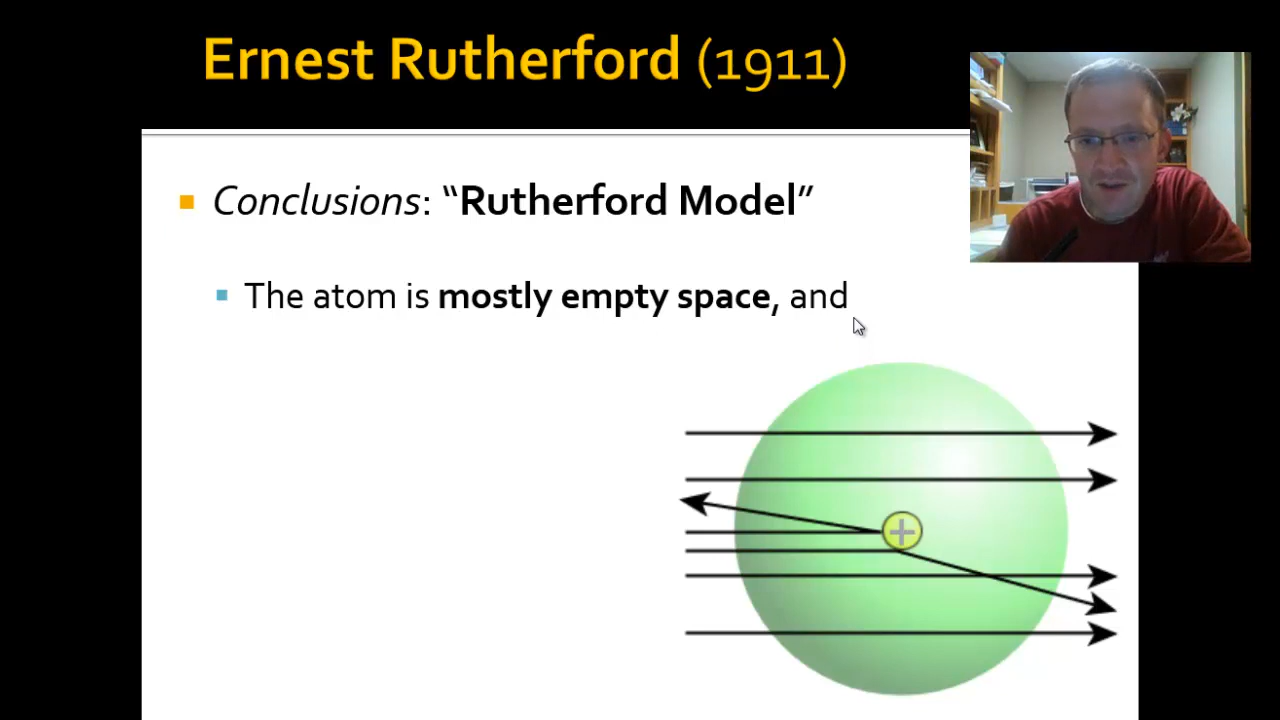 Ernest Rutherford (1911)
Conclusions: “Rutherford Model”
The atom is mostly empty space, and
+